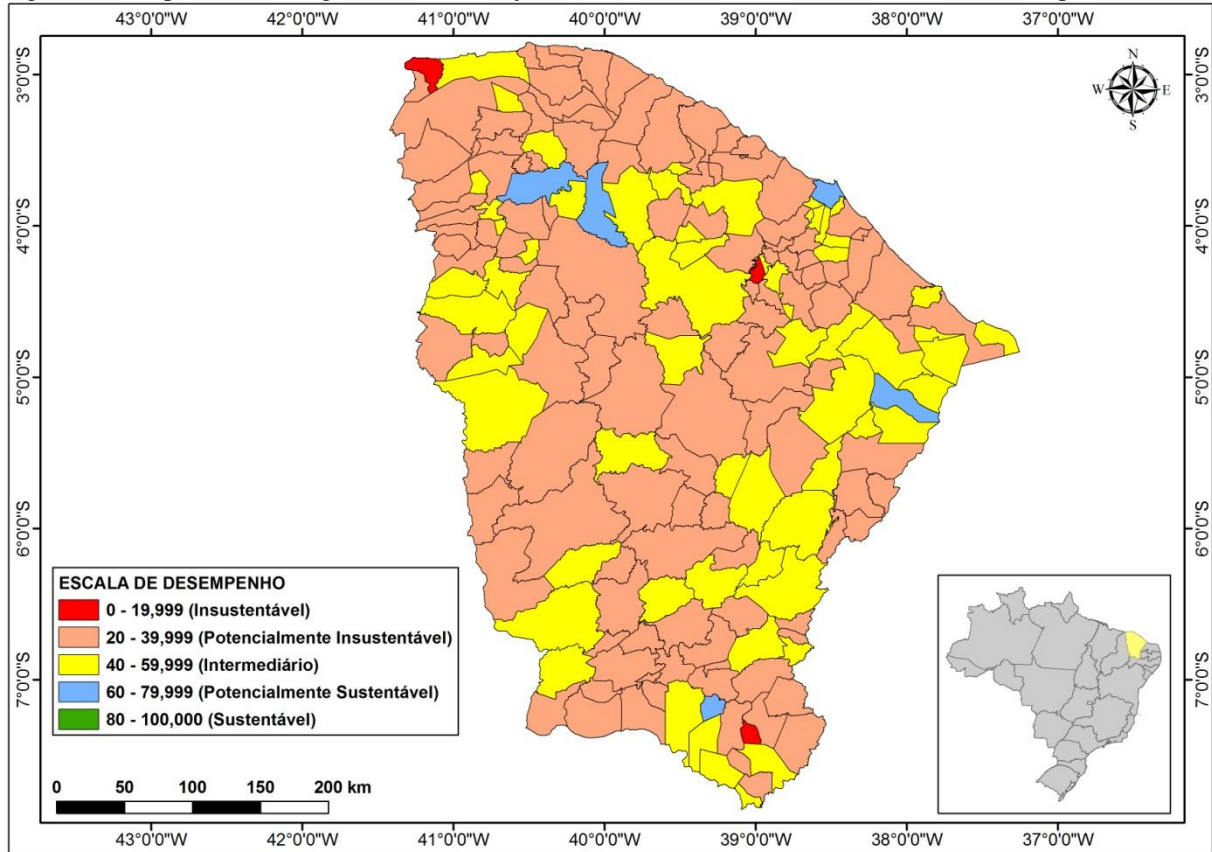 43°0'0"W 42°0'0"W 41°0'0"W 40°0'0"W 39°0'0"W 38°0'0"W 37°0'0"W
3°0'0"S 3°0'0"S
N
W E
S
4°0'0"S 4°0'0"S
5°0'0"S 5°0'0"S
6°0'0"S 6°0'0"S
7°0'0"S 7°0'0"S
ESCALA DE DESEMPENHO
0 - 19,999 (Insustentável)
20 - 39,999 (Potencialmente Insustentável)
40 - 59,999 (Intermediário)
60 - 79,999 (Potencialmente Sustentável)
80 - 100,000 (Sustentável)
0 50 100 150 200 km
43°0'0"W 42°0'0"W 41°0'0"W 40°0'0"W 39°0'0"W 38°0'0"W 37°0'0"W